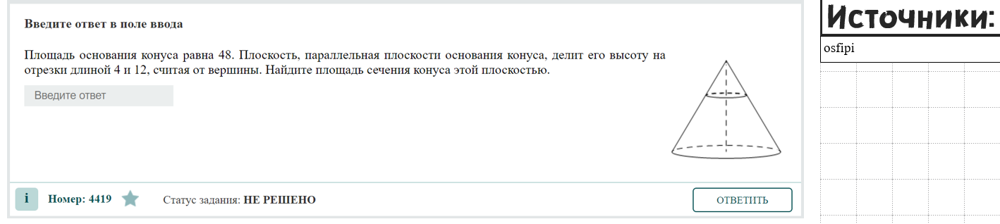 Введите ответ в поле ввода
Площадь основания конуса равна 48. Плоскость, параллельная плоскости основания конуса, делит его высоту на
отрезки длиной 4 и 12, считая от вершины. Найдите площадь сечения конуса этой плоскостью.
Введите ответ
i
Номер: 4419
Статус задания: НЕ РЕШЕНО
ОТВЕТИТЬ
Источники:
osfipi